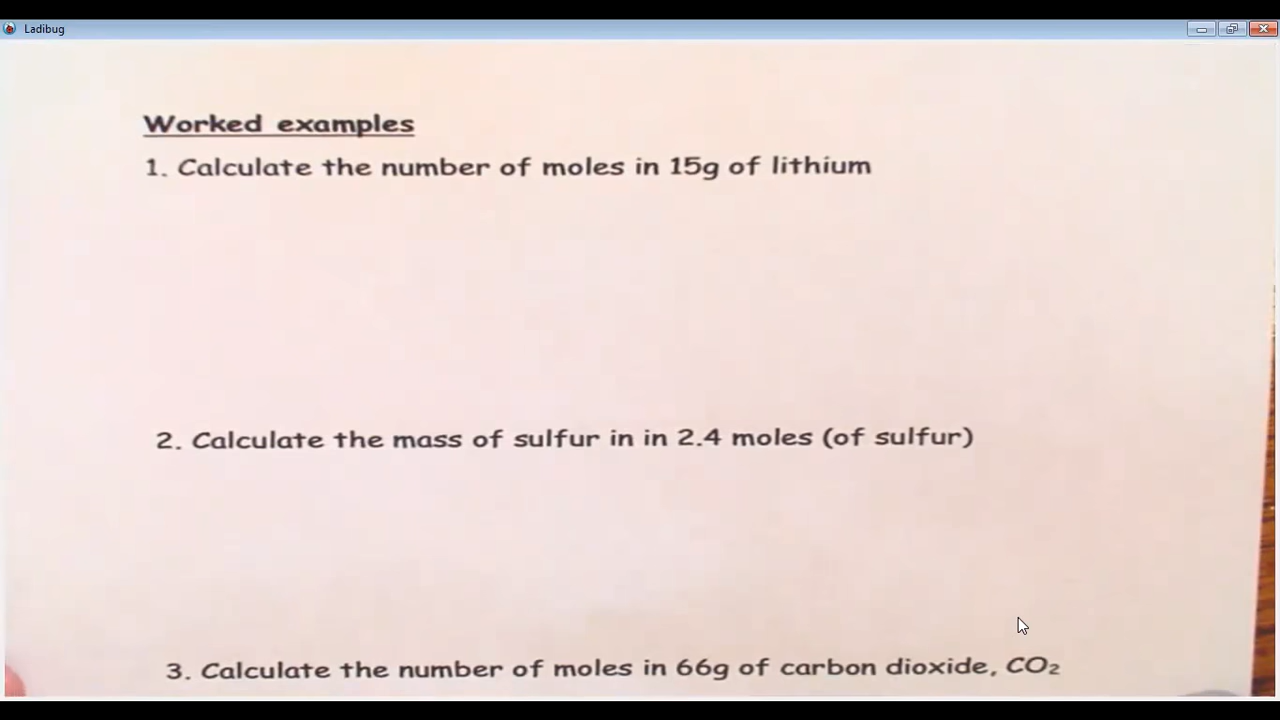 Ladibug
Worked examples
1. Calculate the number of moles in 15g of lithium
2. Calculate the mass of sulfur in in 2.4 moles (of sulfur)
3. Calculate the number of moles in 66g of carbon dioxide, CO₂